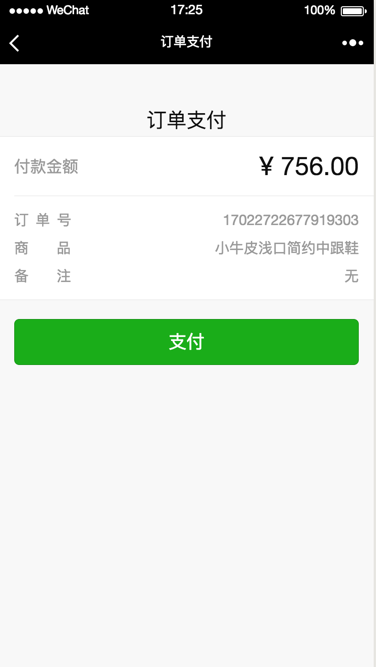 ●●●●● WeChat 17:25 100%
订单支付
订单支付
付款金额 ¥ 756.00
订单号 17022722677919303
商品 小牛皮浅口简约中跟鞋
备注 无
支付